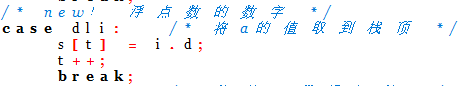 /* new! 浮点数的数字 */
case dli: /* 将a的值取到栈顶 */
s[t] = i.d;
t++;
break;